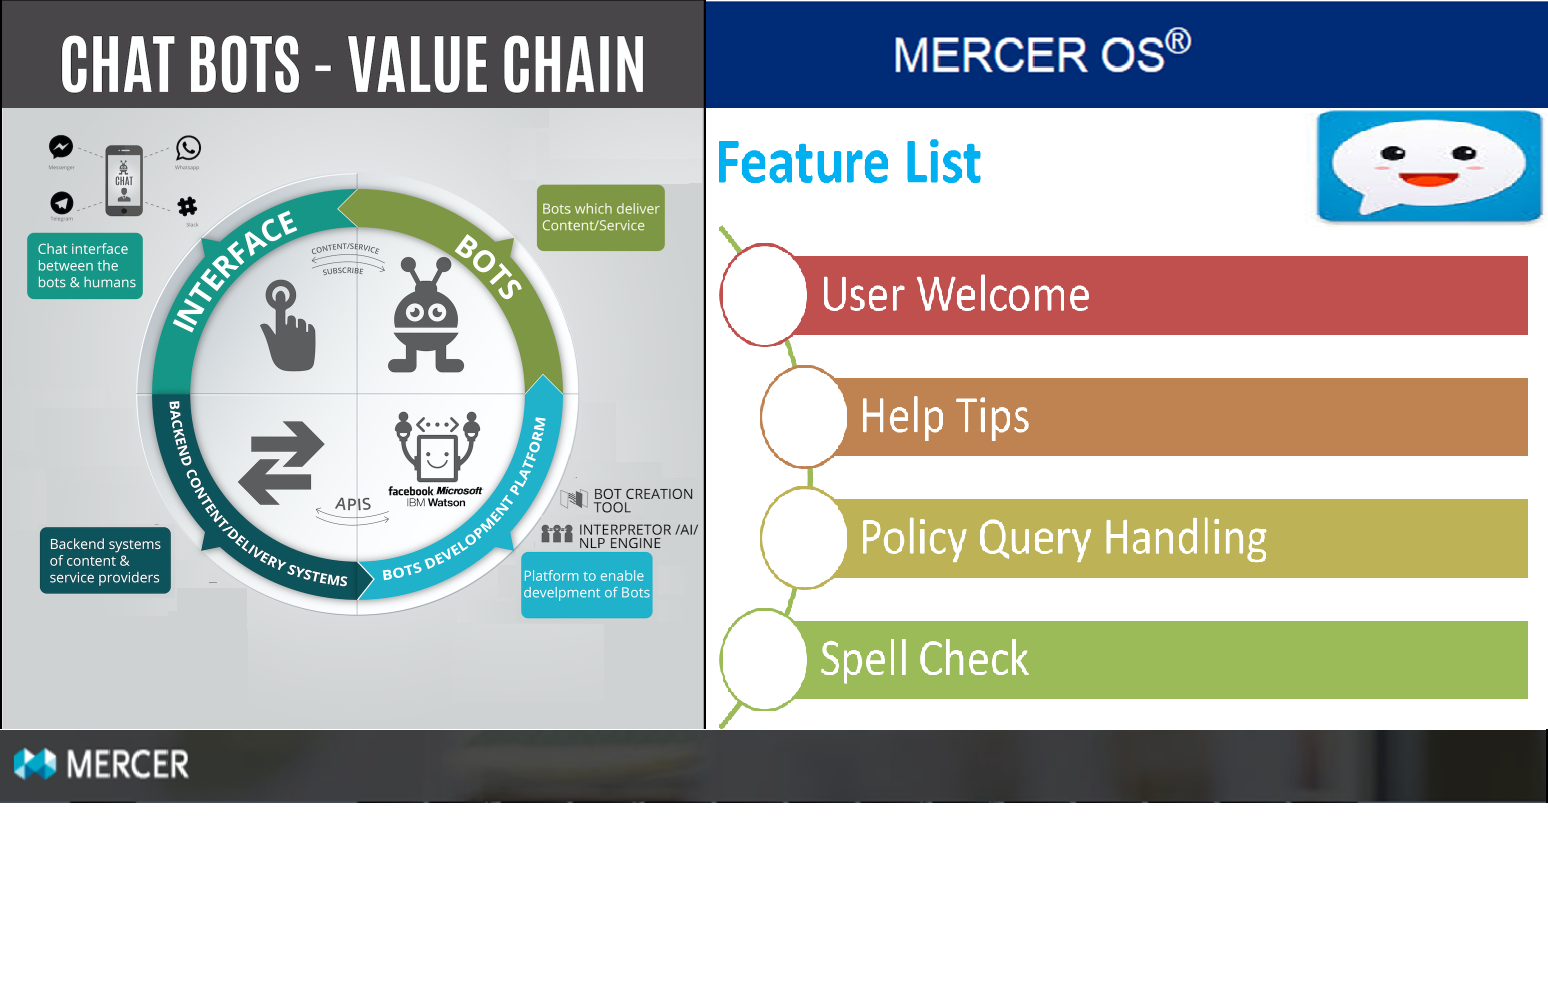 CHAT BOTS - VALUE CHAIN
Messenger
Whatsapp
CHAT
Telegram
Slack
Chat interface
between the
bots & humans
INTERFACE
BOTS
CONTENT/SERVICE
SUBSCRIBE
Bots which deliver
Content/Service
BACKEND CONTENT/DELIVERY SYSTEMS
BOTS DEVELOPMENT PLATFORM
facebook Microsoft
IBM Watson
APIS
BOT CREATION
TOOL
INTERPRETOR /AI/
NLP ENGINE
Backend systems
of content &
service providers
Platform to enable
develpment of Bots
MERCER OS®
Feature List
User Welcome
Help Tips
Policy Query Handling
Spell Check
MERCER